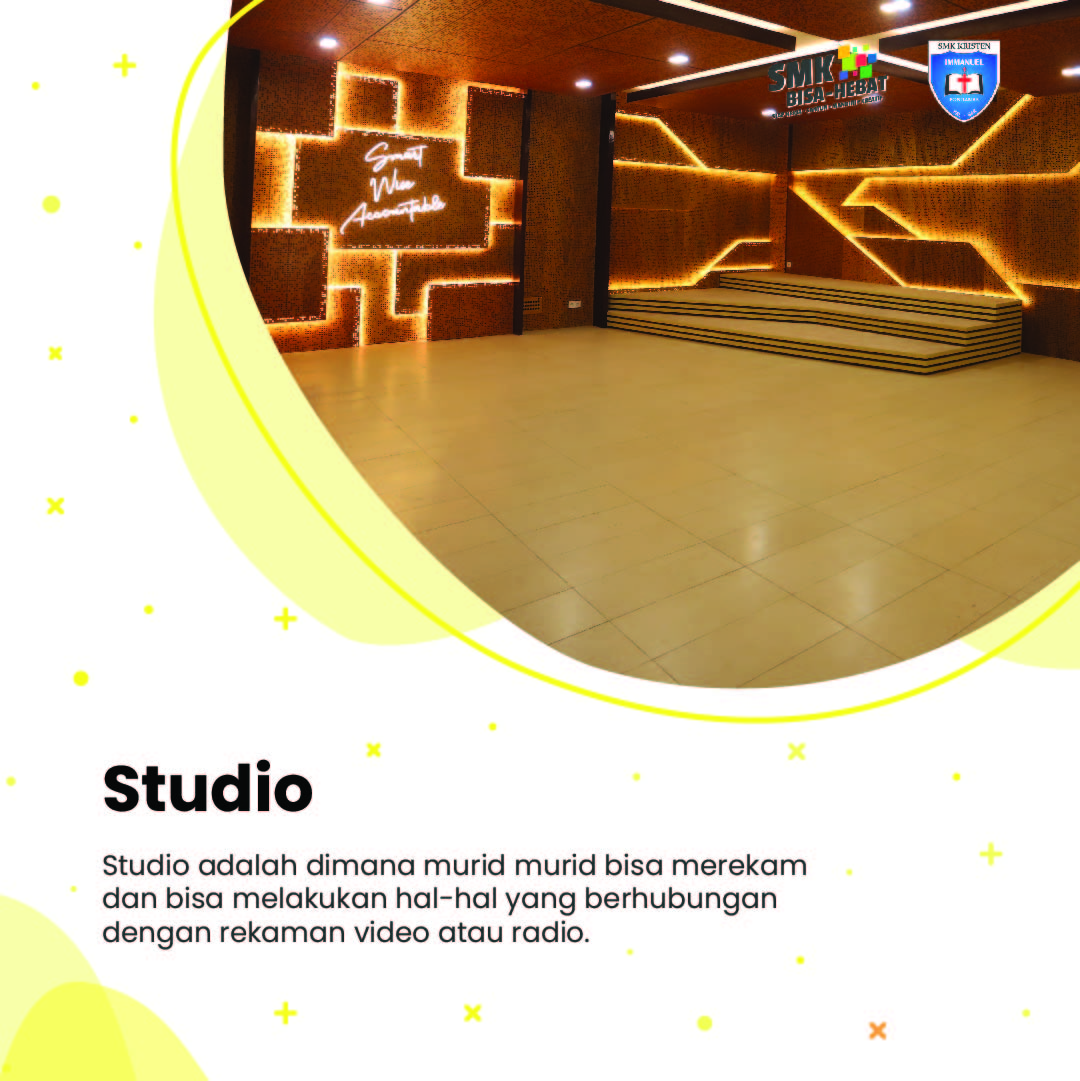 SMK
BISA-HEBAT
SMK KRISTEN
IMMANUEL
Smart
Wise
Accountable
Studio
Studio adalah dimana murid murid bisa merekam
dan bisa melakukan hal-hal yang berhubungan
dengan rekaman video atau radio.